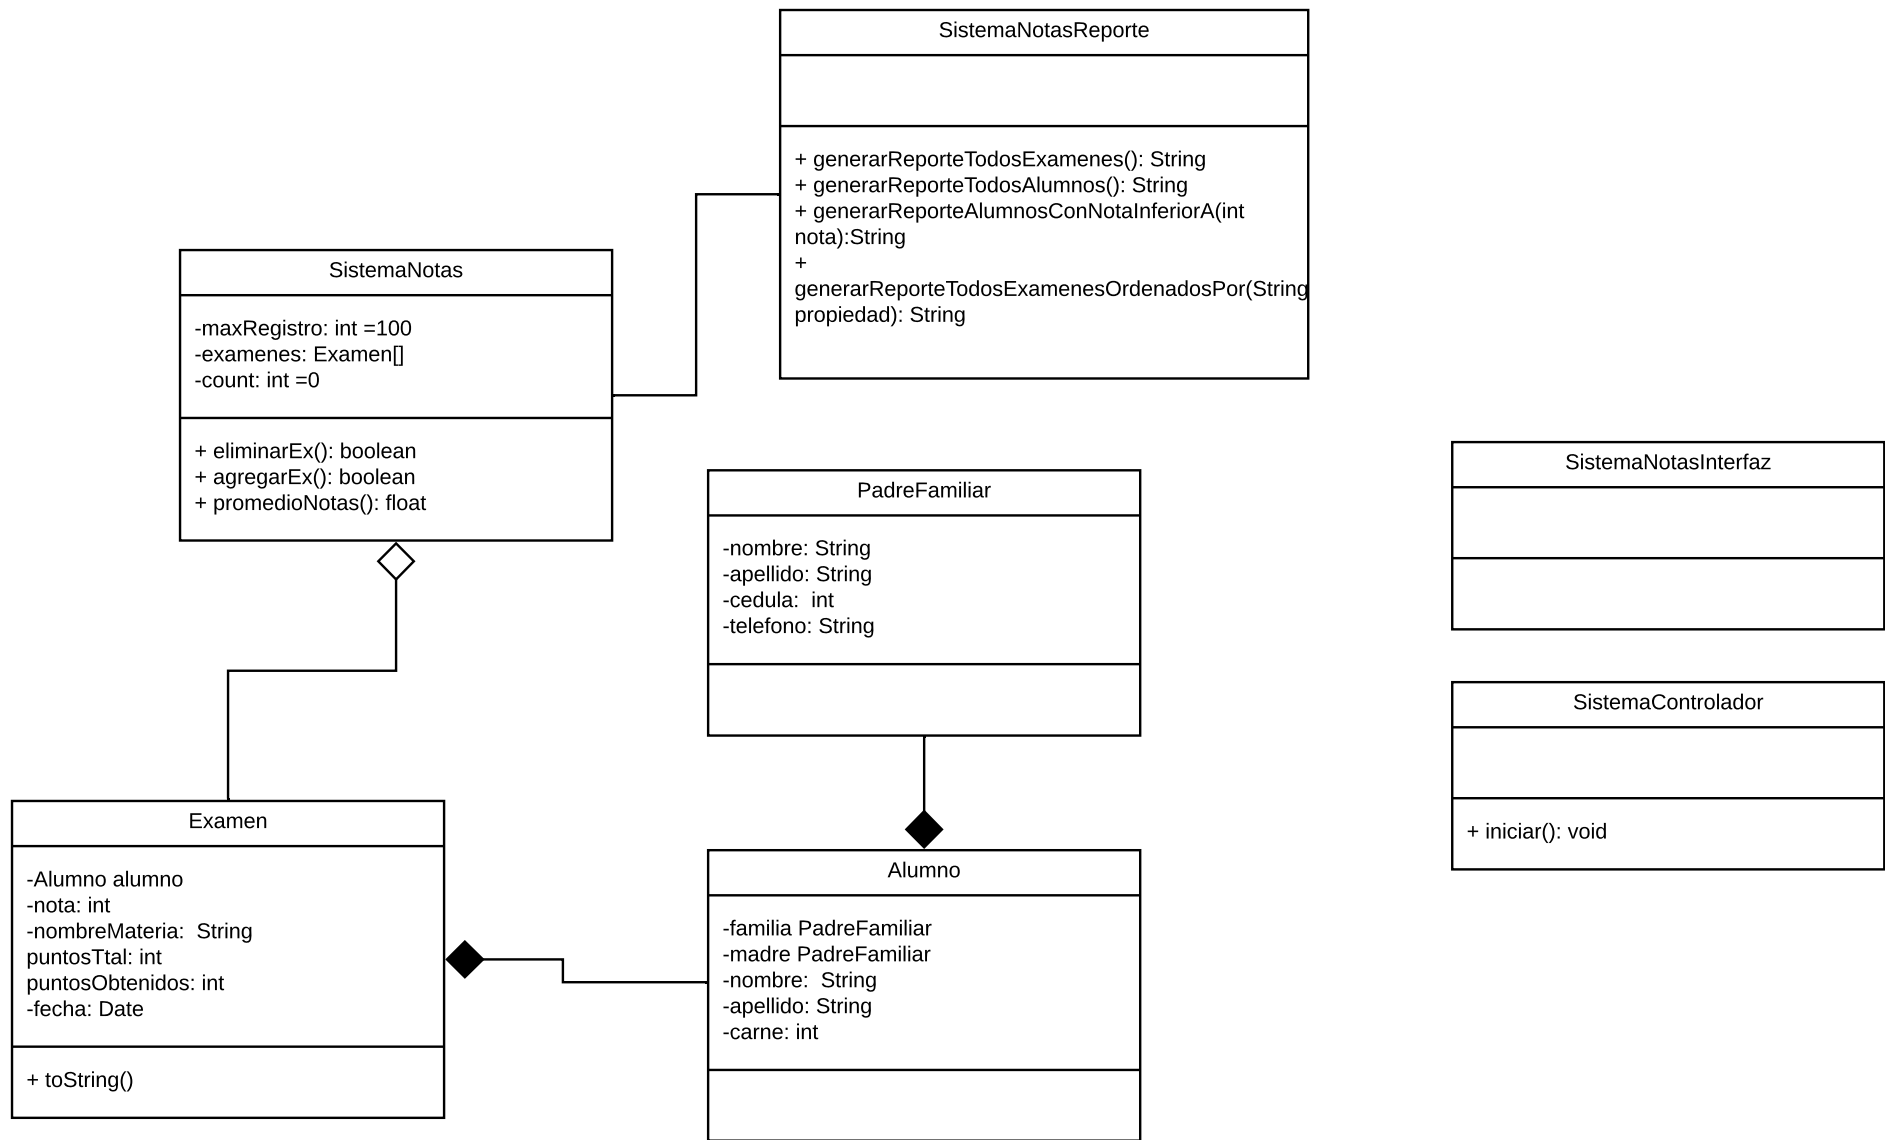 SistemaNotasReporte
+ generarReporteTodosExamenes(): String
+ generarReporteTodosAlumnos(): String
+ generarReporteAlumnosConNotaInferiorA(int
nota):String
+
generarReporteTodosExamenesOrdenadosPor(String
propiedad): String
SistemaNotas
-maxRegistro: int =100
-examenes: Examen[]
-count: int =0
+ eliminarEx(): boolean
+ agregarEx(): boolean
+ promedioNotas(): float
PadreFamiliar
-nombre: String
-apellido: String
-cedula:  int
-telefono: String
SistemaNotasInterfaz
SistemaControlador
+ iniciar(): void
Examen
-Alumno alumno
-nota: int
-nombreMateria:  String
puntosTtal: int
puntosObtenidos: int
-fecha: Date
+ toString()
Alumno
-familia PadreFamiliar
-madre PadreFamiliar
-nombre:  String
-apellido: String
-carne: int